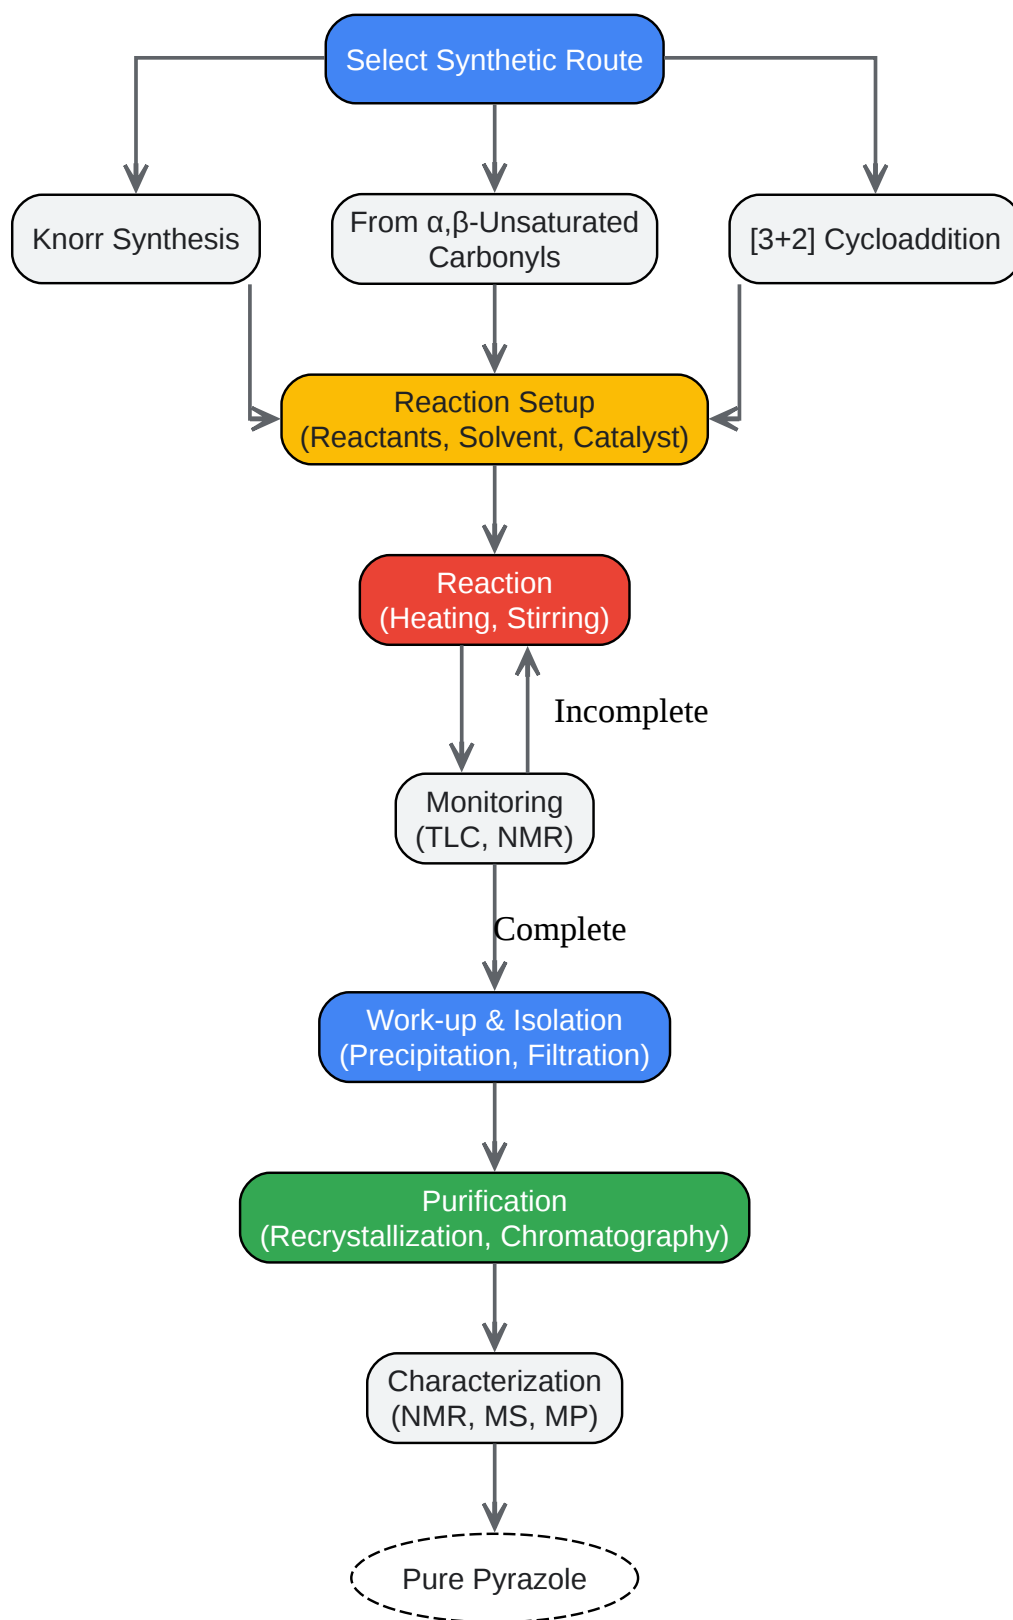 Select Synthetic Route
Knorr Synthesis
From α,β-Unsaturated
Carbonyls
[3+2] Cycloaddition
Reaction Setup
(Reactants, Solvent, Catalyst)
Reaction
(Heating, Stirring)
Incomplete
Monitoring
(TLC, NMR)
Complete
Work-up & Isolation
(Precipitation, Filtration)
Purification
(Recrystallization, Chromatography)
Characterization
(NMR, MS, MP)
Pure Pyrazole